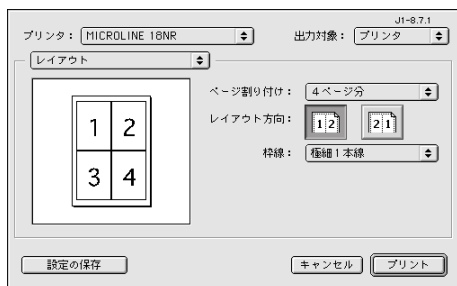 J1-8.7.1
プリンタ： MICROLINE 18NR 出力対象： プリンタ
レイアウト
ページ割り付け： 4ページ分
レイアウト方向： 1 2 2 1
枠線： 極細1本線
1 2
3 4
設定の保存 キャンセル プリント